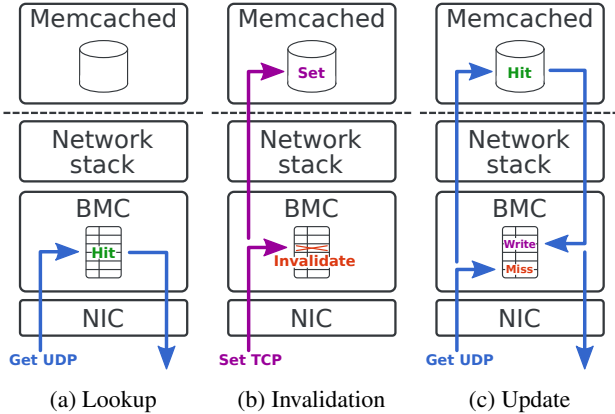 Memcached
Network
stack
BMC
Hit
NIC
Get UDP
(a) Lookup
Memcached
Set
Network
stack
BMC
Invalidate
NIC
Set TCP
(b) Invalidation
Memcached
Hit
Network
stack
BMC
Write
Miss
NIC
Get UDP
(c) Update